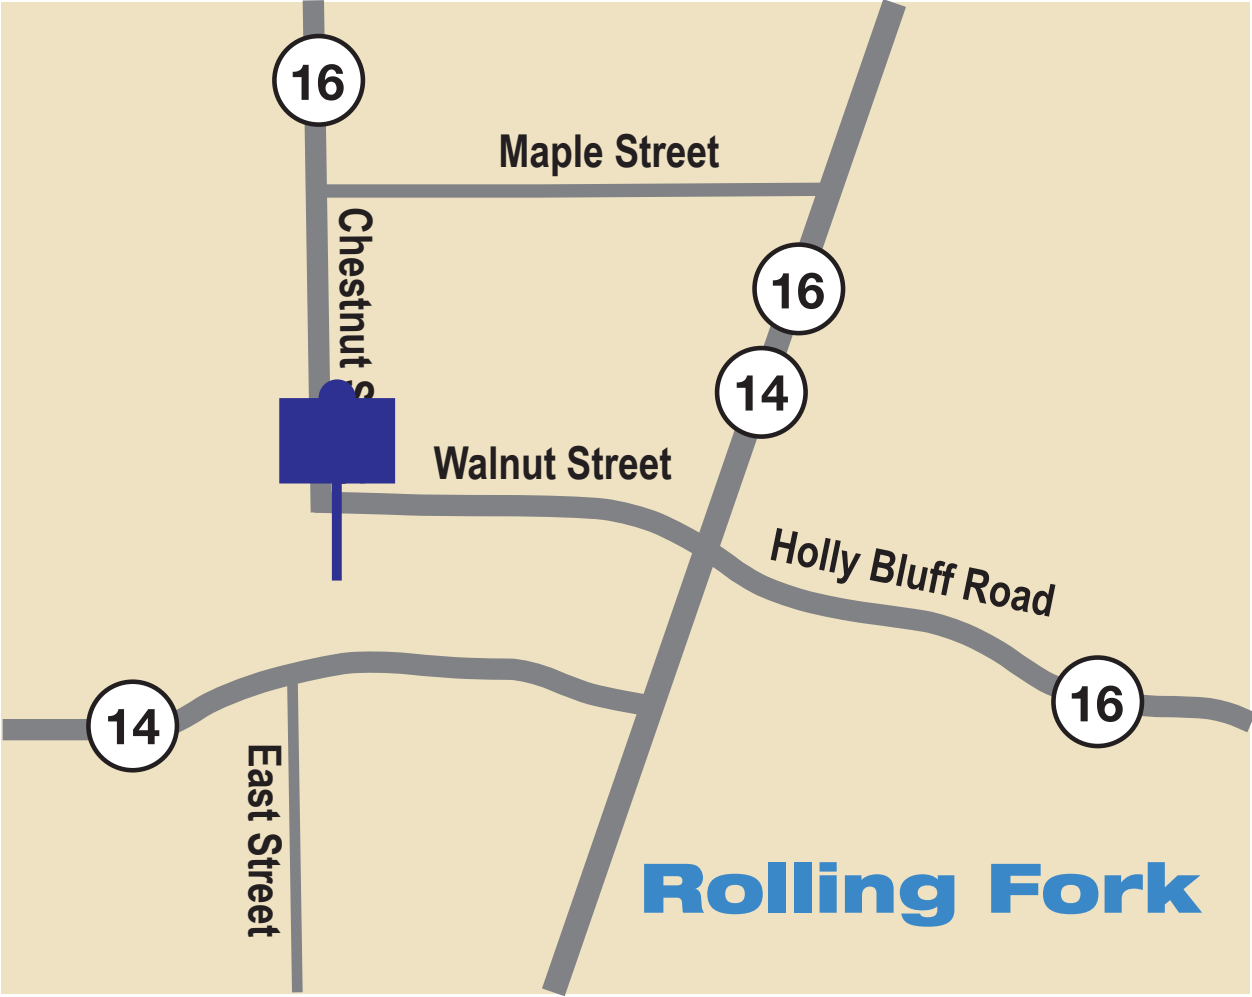 16
Maple Street
Chestnut S
16
14
Walnut Street
Holly Bluff Road
16
14
East Street
Rolling Fork